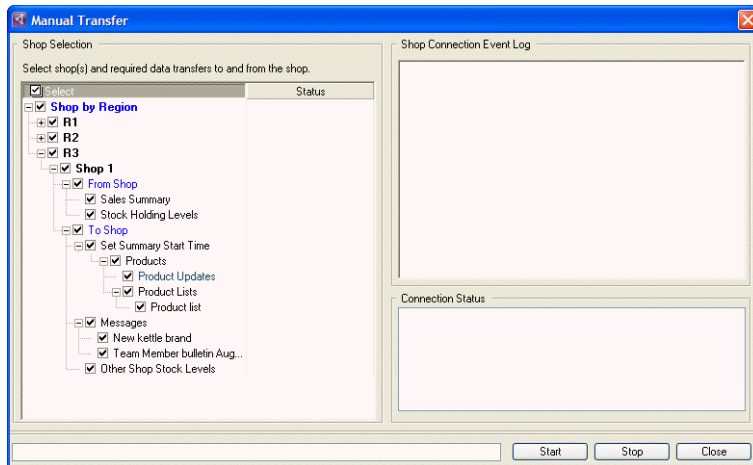 Manual Transfer
Shop Selection
Select shop(s) and required data transfers to and from the shop.
Select Status
Shop by Region
R1
R2
R3
Shop 1
From Shop
Sales Summary
Stock Holding Levels
To Shop
Set Summary Start Time
Products
Product Updates
Product Lists
Product list
Messages
New kettle brand
Team Member bulletin Aug...
Other Shop Stock Levels
Shop Connection Event Log
Connection Status
Start Stop Close